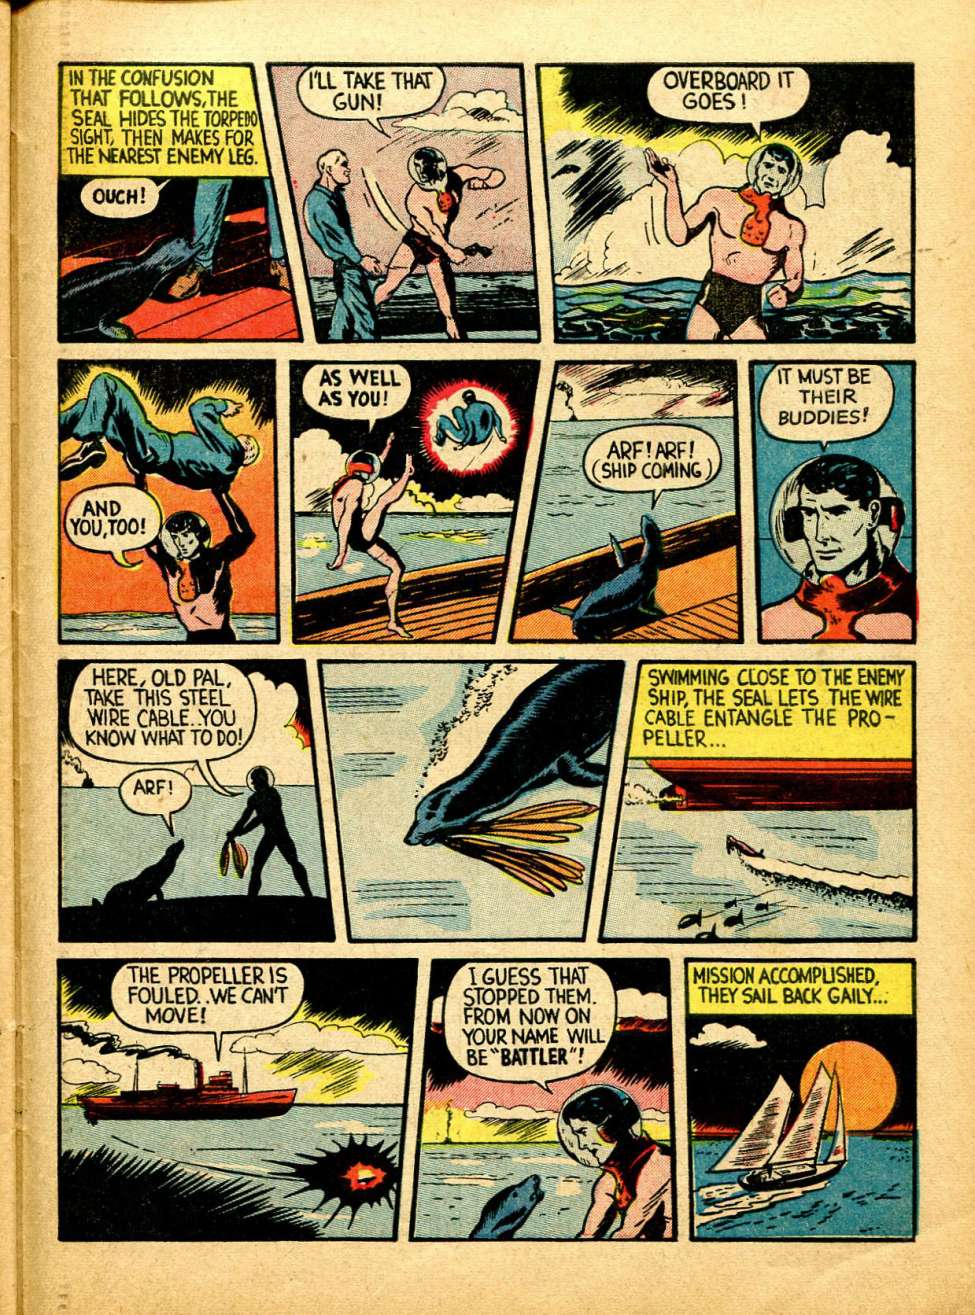 IN THE CONFUSION
THAT FOLLOWS, THE
SEAL HIDES THE TORPEDO
SIGHT, THEN MAKES FOR
THE NEAREST ENEMY LEG.
OUCH!
I'LL TAKE THAT
GUN!
OVERBOARD IT
GOES!
AND
YOU, TOO!
AS WELL
AS YOU!
ARF! ARF!
(SHIP COMING)
IT MUST BE
THEIR
BUDDIES!
HERE, OLD PAL,
TAKE THIS STEEL
WIRE CABLE..YOU
KNOW WHAT TO DO!
ARF!
SWIMMING CLOSE TO THE ENEMY
SHIP, THE SEAL LETS THE WIRE
CABLE ENTANGLE THE PRO-
PELLER...
THE PROPELLER IS
FOULED..WE CAN'T
MOVE!
I GUESS THAT
STOPPED THEM.
FROM NOW ON
YOUR NAME WILL
BE "BATTLER"!
MISSION ACCOMPLISHED,
THEY SAIL BACK GAILY...